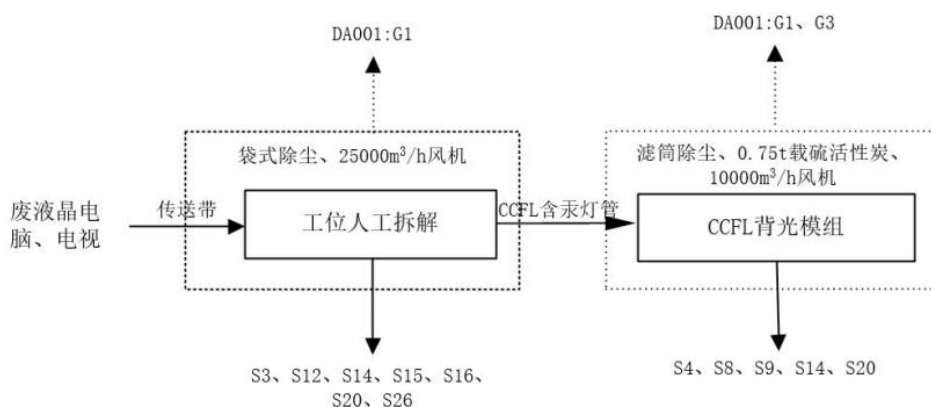 DA001:G1
DA001:G1、G3
袋式除尘、25000m³/h风机
滤筒除尘、0.75t载硫活性炭、
10000m³/h风机
废液晶电
脑、电视
传送带
工位人工拆解
CCFL含汞灯管
CCFL背光模组
S3、S12、S14、S15、S16、
S20、S26
S4、S8、S9、S14、S20